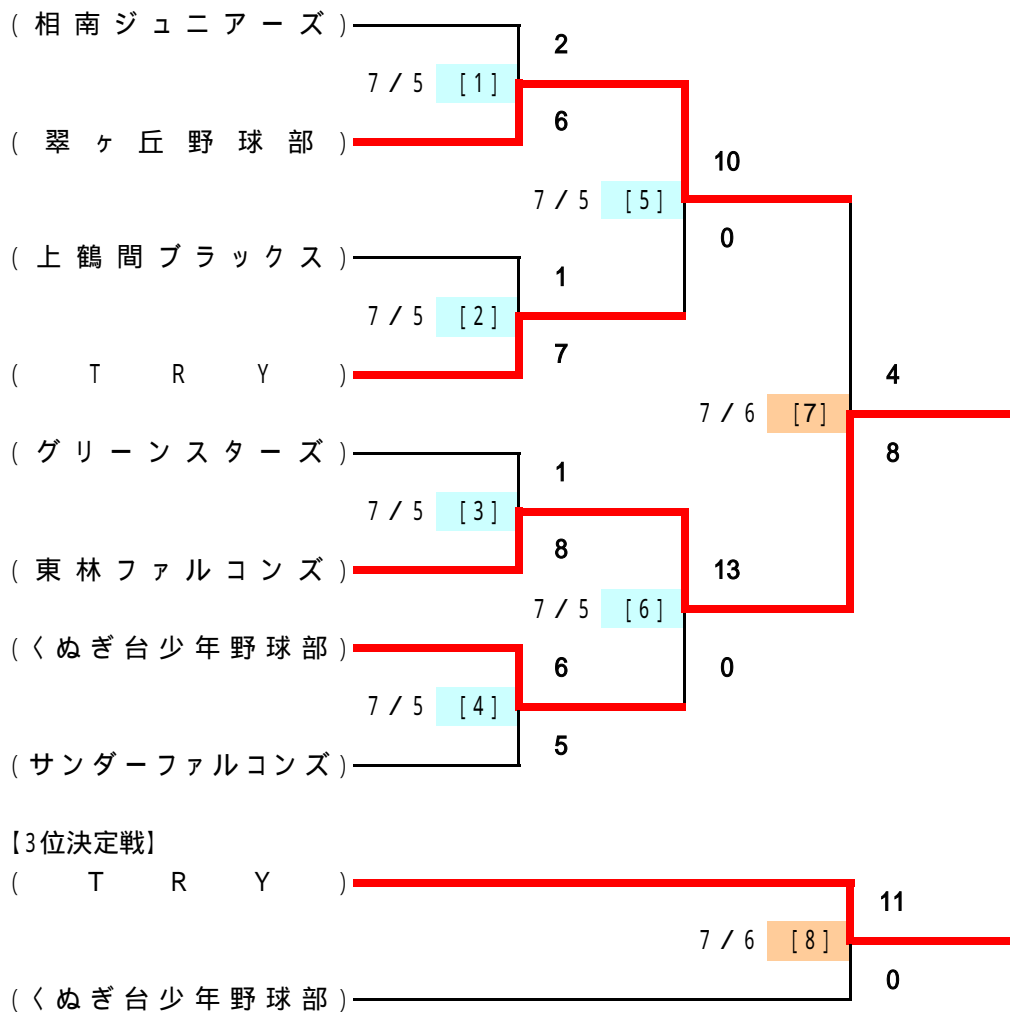 (相南ジュニアーズ)
2
7/5 [1]
6
(翠ヶ丘野球部)
10
7/5 [5]
0
(上鶴間ブラックス)
1
7/5 [2]
7
(TRY)
4
7/6 [7]
8
(グリーンスターズ)
1
7/5 [3]
8
(東林ファルコンズ)
13
7/5 [6]
0
(くぬぎ台少年野球部)
6
7/5 [4]
5
(サンダーファルコンズ)
【3位決定戦】
(TRY)
11
7/6 [8]
0
(くぬぎ台少年野球部)